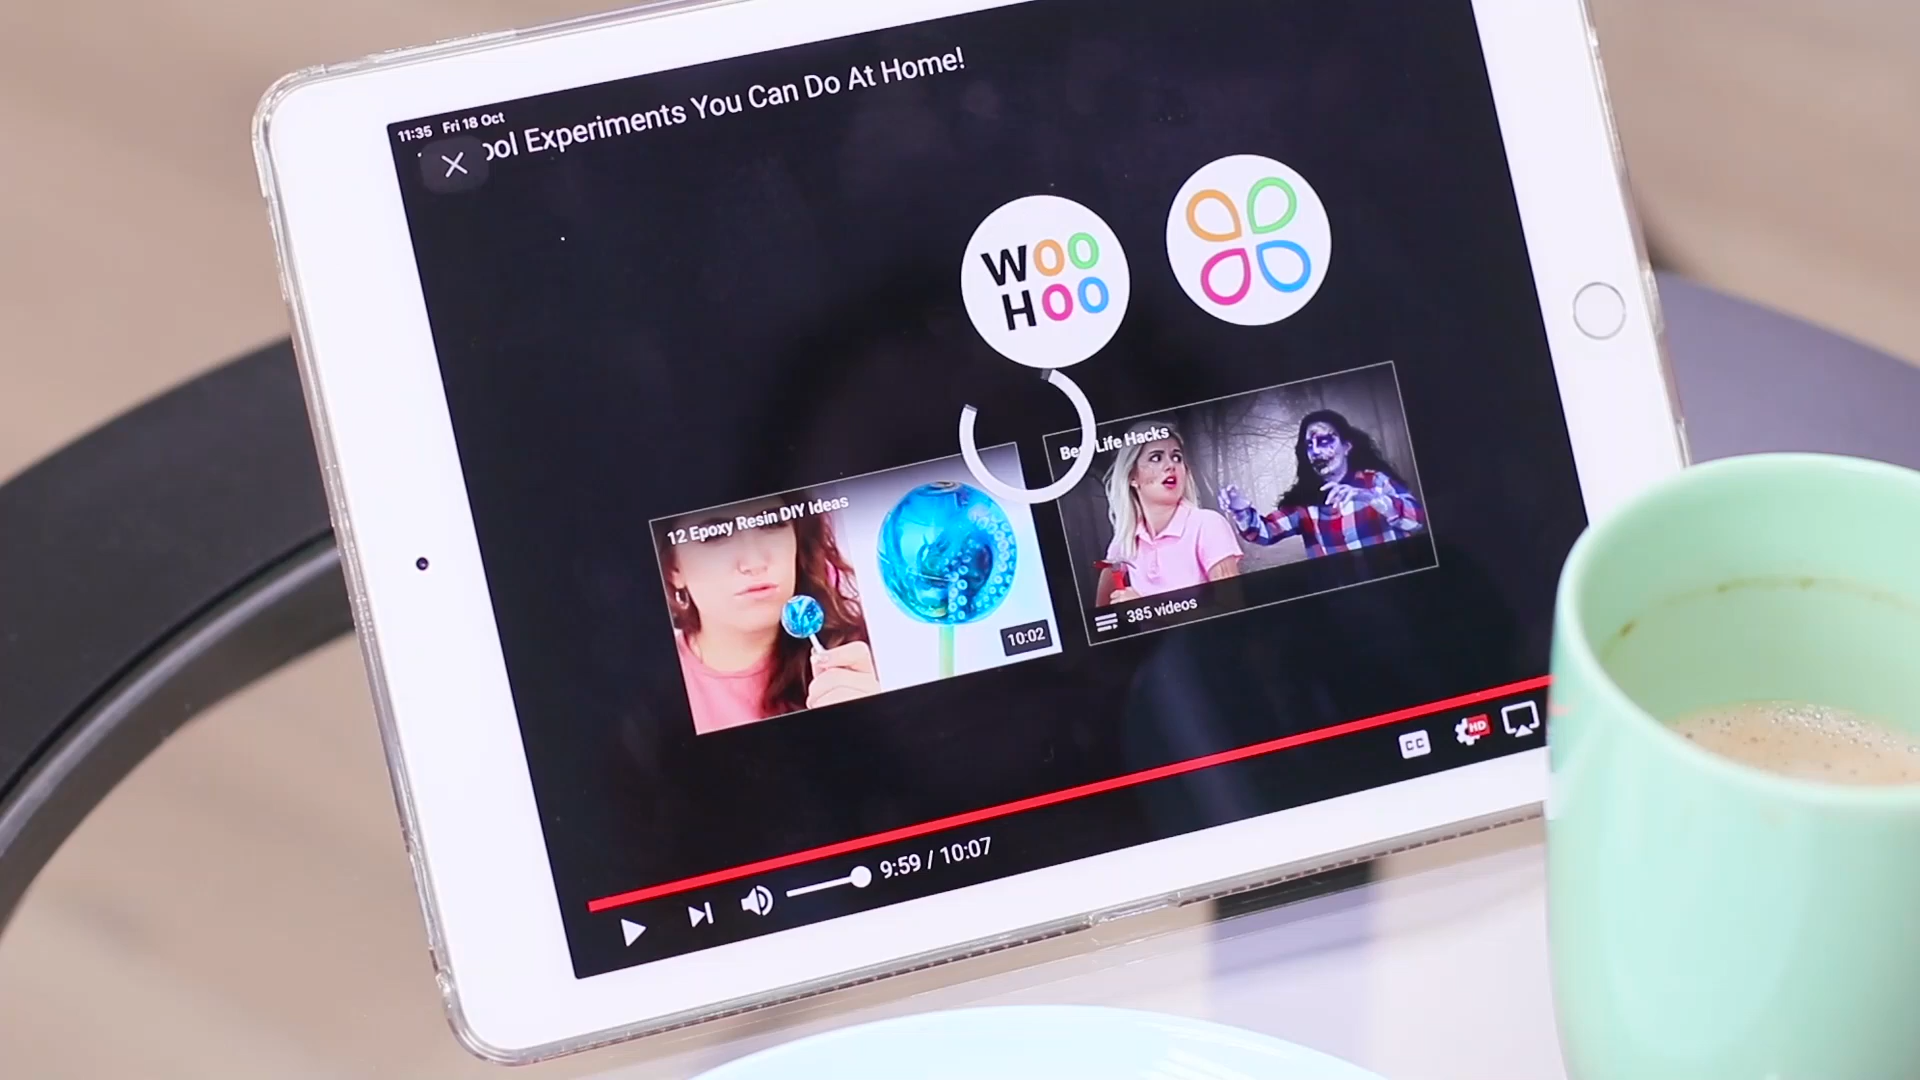 11:35 Fri 18 Oct
ool Experiments You Can Do At Home!
WOO
HOO
12 Epoxy Resin DIY Ideas
10:02
Life Hacks
385 videos
9:59 / 10:07
CC
HD